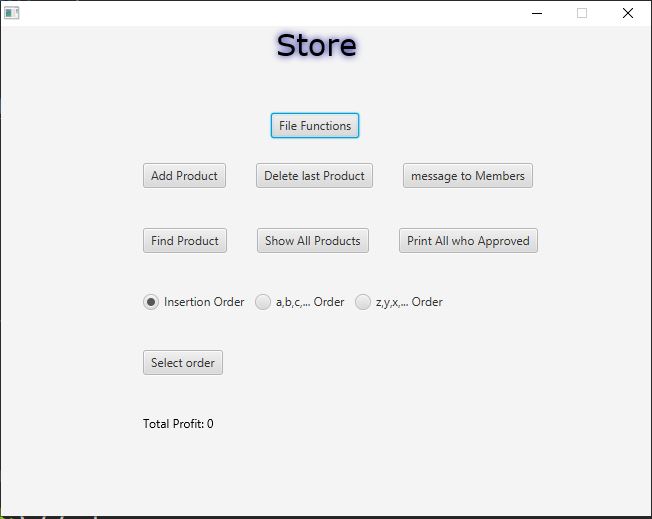 Store
File Functions
Add Product Delete last Product message to Members
Find Product Show All Products Print All who Approved
Insertion Order a,b,c,... Order z,y,x,... Order
Select order
Total Profit: 0